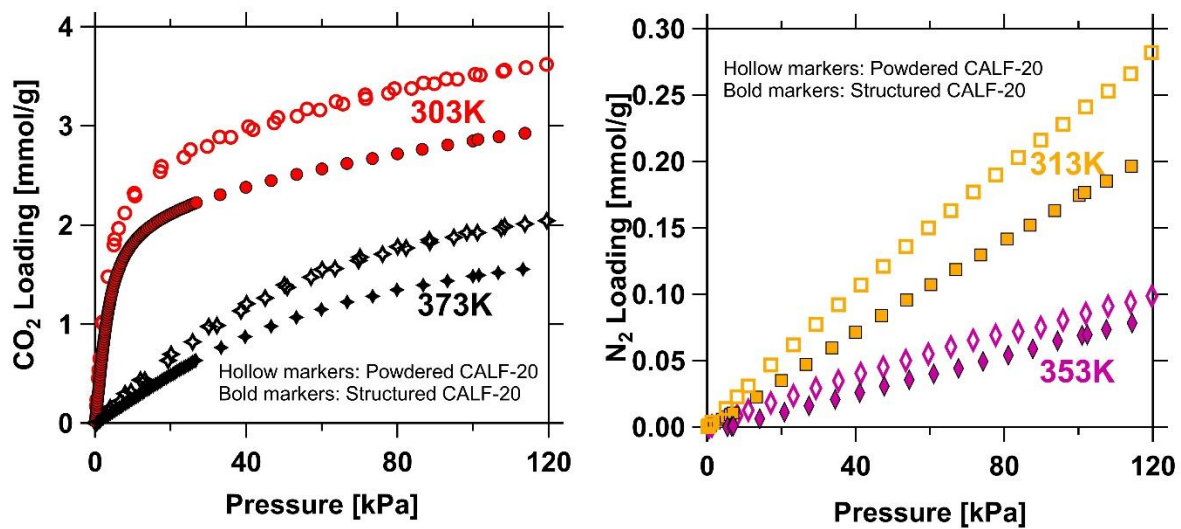 4
3
2
1
0
CO2 Loading [mmol/g]
303K
373K
Hollow markers: Powdered CALF-20
Bold markers: Structured CALF-20
0
40
80
120
Pressure [kPa]
0.30
0.25
0.20
0.15
0.10
0.05
0.00
N2 Loading [mmol/g]
Hollow markers: Powdered CALF-20
Bold markers: Structured CALF-20
313K
353K
0
40
80
120
Pressure [kPa]